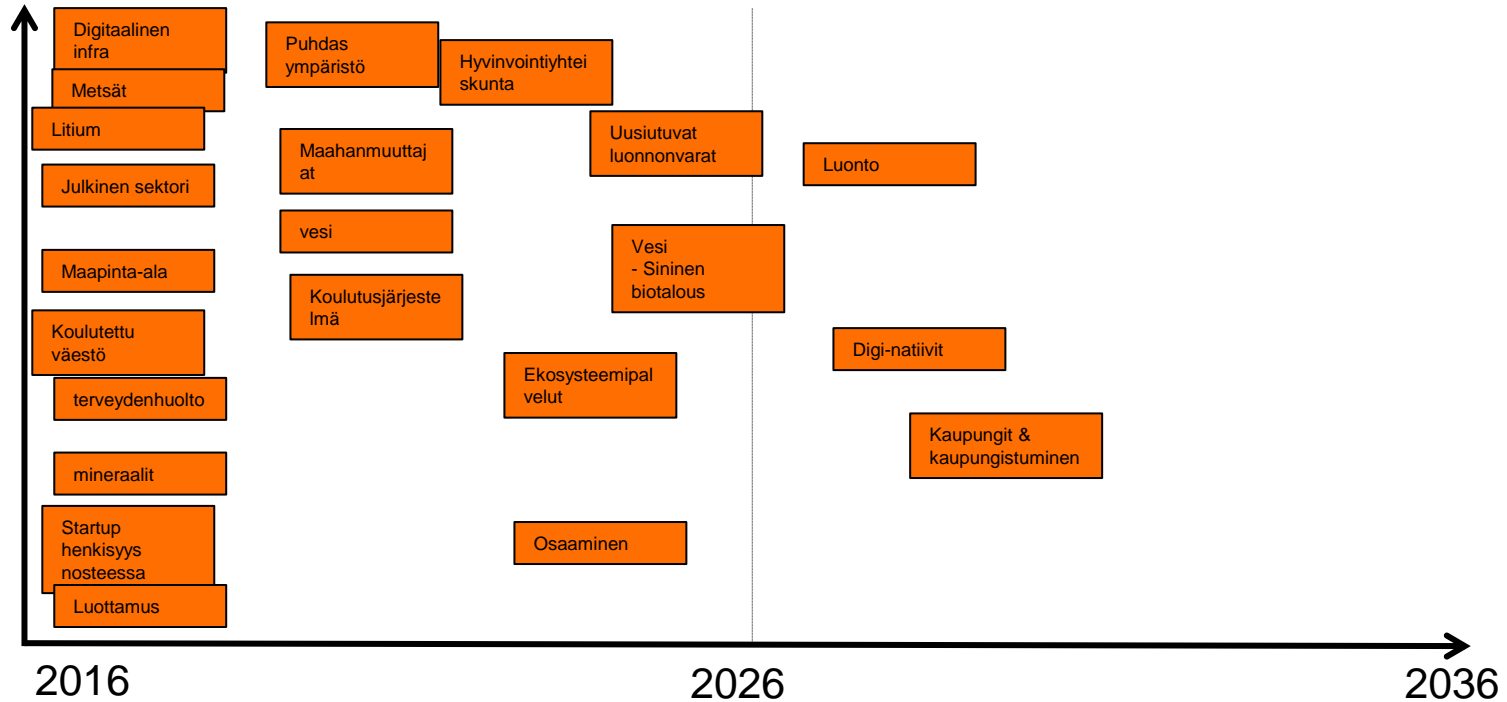 Digitaalinen
infra
Metsät
Litium
Julkinen sektori
Maapinta-ala
Koulutettu
väestö
terveydenhuolto
mineraalit
Startup
henkisyys
nosteessa
Luottamus
Puhdas
ympäristö
Maahanmuuttaj
at
vesi
Koulutusjärjeste
lmä
Hyvinvointiyhtei
skunta
Uusiutuvat
luonnonvarat
Vesi
- Sininen
biotalous
Ekosysteemipal
velut
Osaaminen
Luonto
Digi-natiivit
Kaupungit &
kaupungistuminen
2016
2026
2036